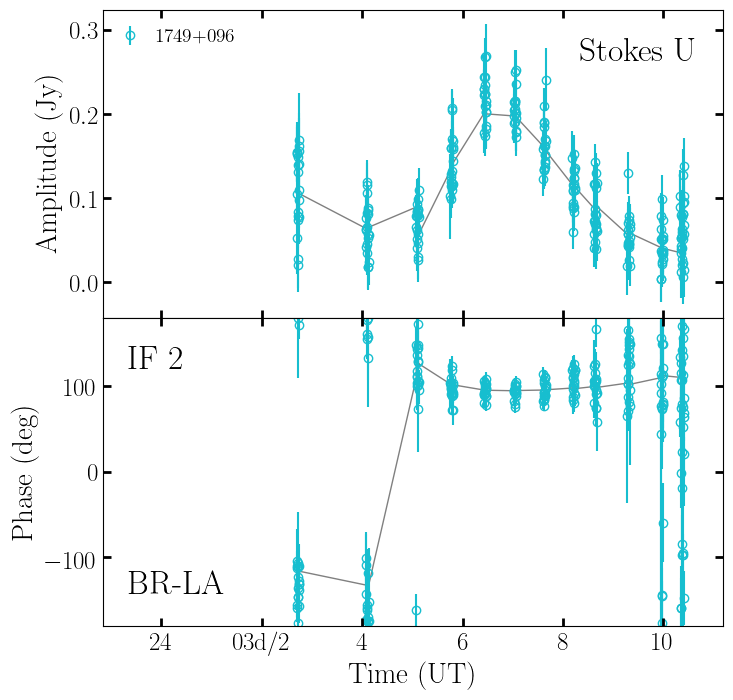 1749+096
Stokes U
0.3
0.2
0.1
0.0
Amplitude (Jy)
IF 2
100
0
−100
Phase (deg)
BR-LA
24 03d/2 4 6 8 10
Time (UT)